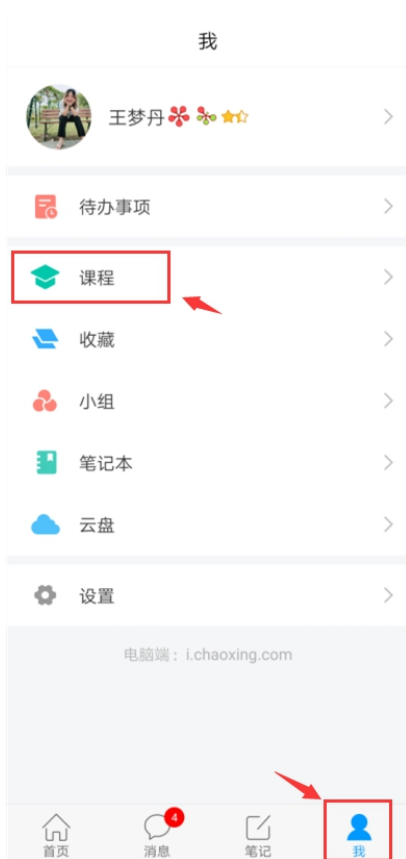 我
王梦丹
待办事项
课程
收藏
小组
笔记本
云盘
设置
电脑端：i.chaoxing.com
4
首页
消息
笔记
我